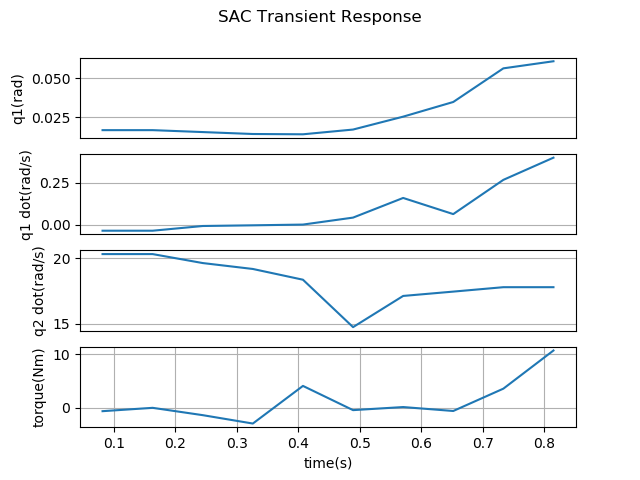 SAC Transient Response
q1(rad)
0.050
0.025
q1 dot(rad/s)
0.25
0.00
q2 dot(rad/s)
20
15
torque(Nm)
10
0
0.1 0.2 0.3 0.4 0.5 0.6 0.7 0.8
time(s)